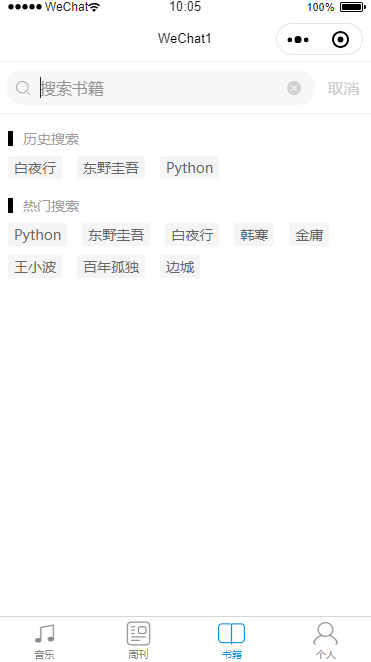 WeChat 10:05 100%
WeChat1
搜索书籍 取消
历史搜索
白夜行 东野圭吾 Python
热门搜索
Python 东野圭吾 白夜行 韩寒 金庸
王小波 百年孤独 边城
音乐 周刊 书籍 个人